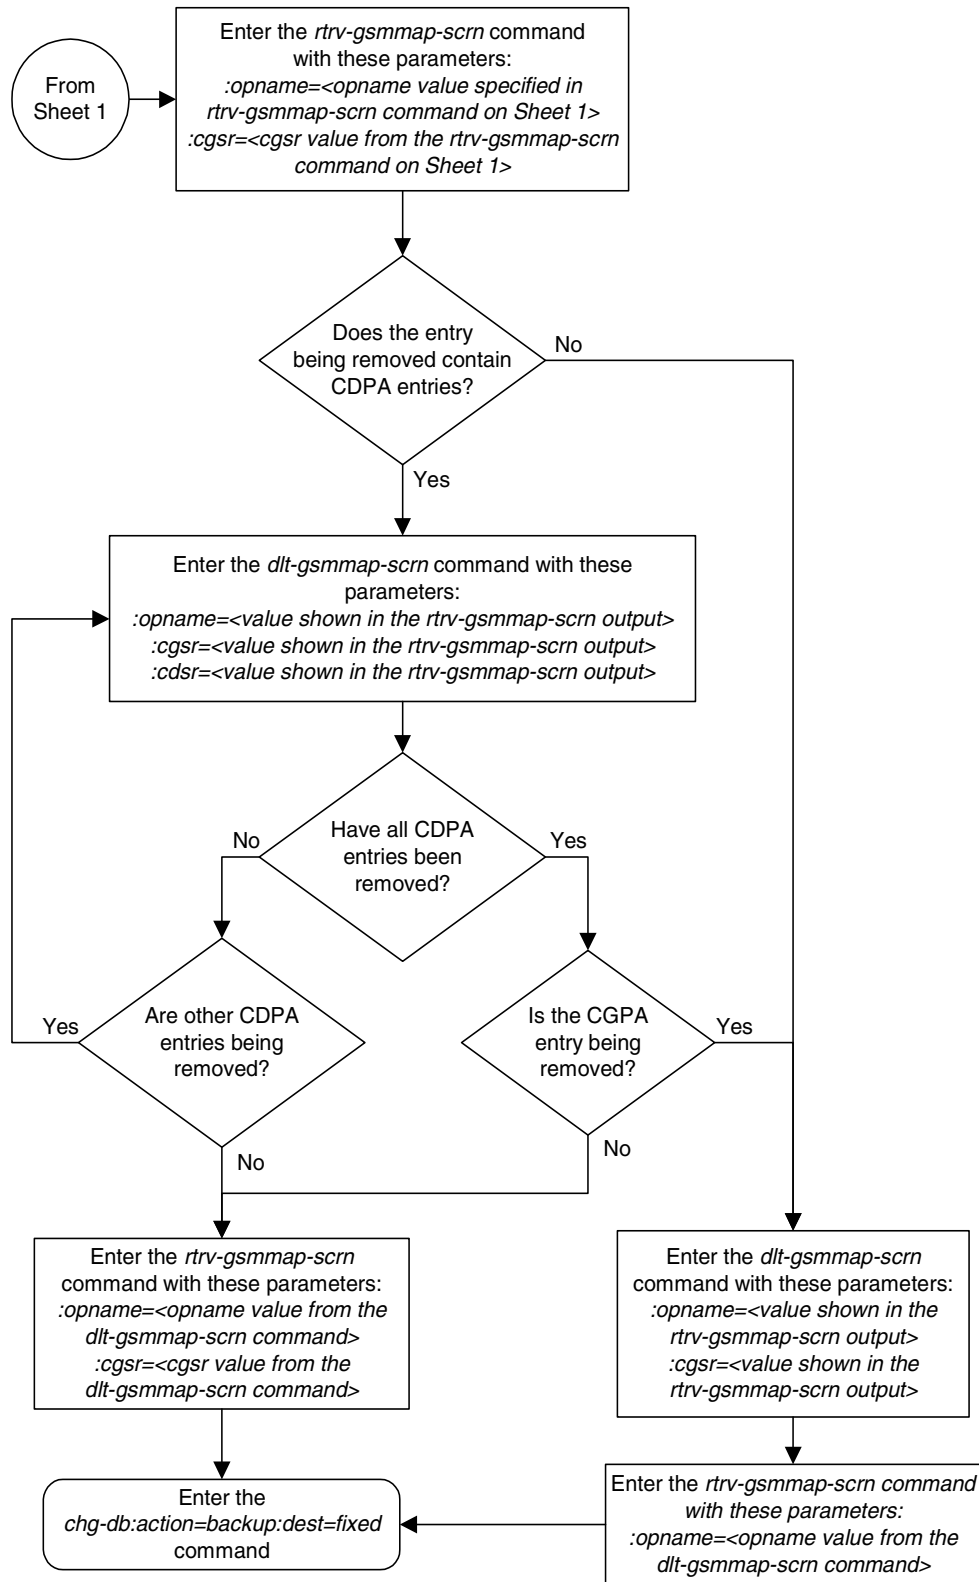 From
Sheet 1
Enter the rtrv-gsmmap-scrn command
with these parameters:
:opname=<opname value specified in
rtrv-gsmmap-scrn command on Sheet 1>
:cgsr=<cgsr value from the rtrv-gsmmap-scrn
command on Sheet 1>
Does the entry
being removed contain
CDPA entries?
No
Yes
Enter the dlt-gsmmap-scrn command with these
parameters:
:opname=<value shown in the rtrv-gsmmap-scrn output>
:cgsr=<value shown in the rtrv-gsmmap-scrn output>
:cdsr=<value shown in the rtrv-gsmmap-scrn output>
No
Have all CDPA
entries been
removed?
Yes
Yes
Are other CDPA
entries being
removed?
No
Is the CGPA
entry being
removed?
Yes
No
Enter the rtrv-gsmmap-scrn
command with these parameters:
:opname=<opname value from the
dlt-gsmmap-scrn command>
:cgsr=<cgsr value from the
dlt-gsmmap-scrn command>
Enter the dlt-gsmmap-scrn
command with these parameters:
:opname=<value shown in the
rtrv-gsmmap-scrn output>
:cgsr=<value shown in the
rtrv-gsmmap-scrn output>
Enter the
chg-db:action=backup:dest=fixed
command
Enter the rtrv-gsmmap-scrn command
with these parameters:
:opname=<opname value from the
dlt-gsmmap-scrn command>